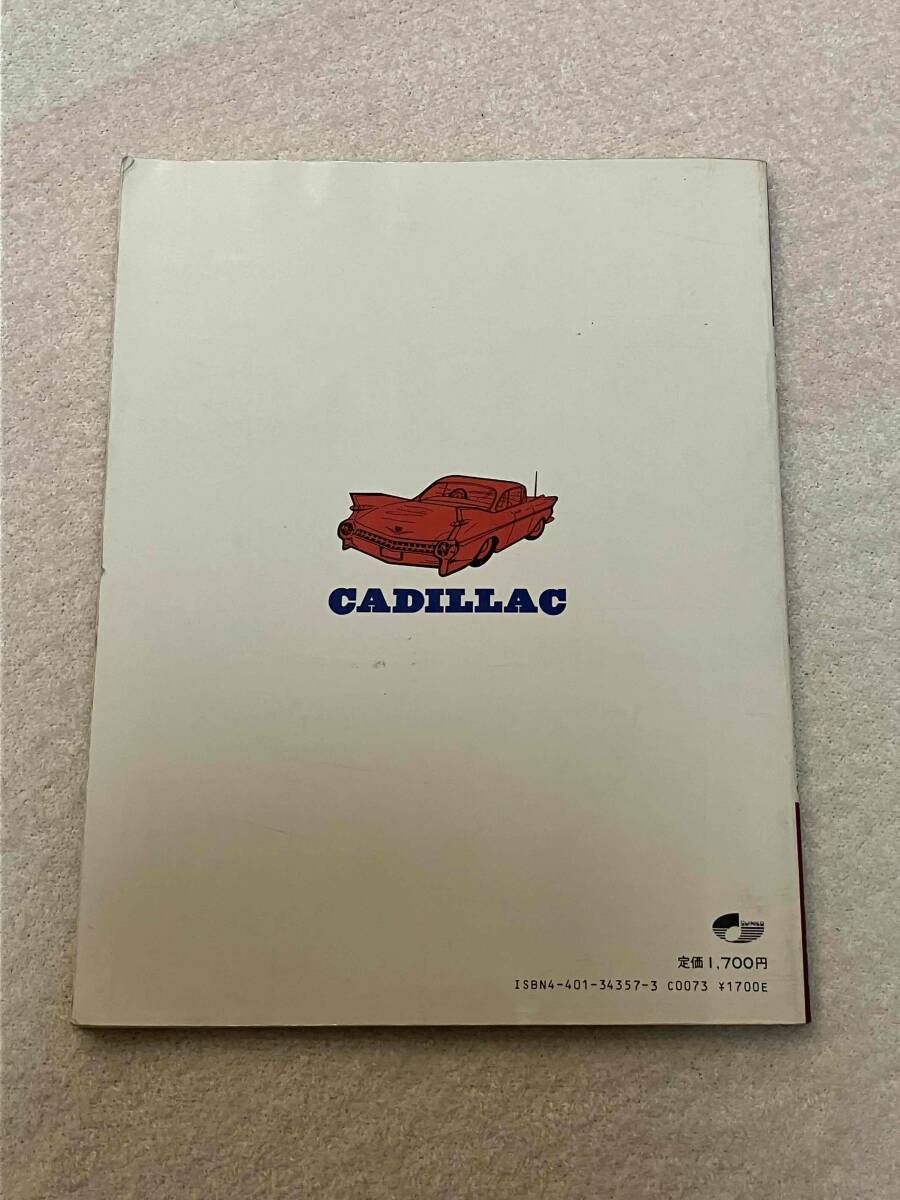 CADILLAC
定価1,700円
ISBN4-401-34357-3 C0073 ¥1700E